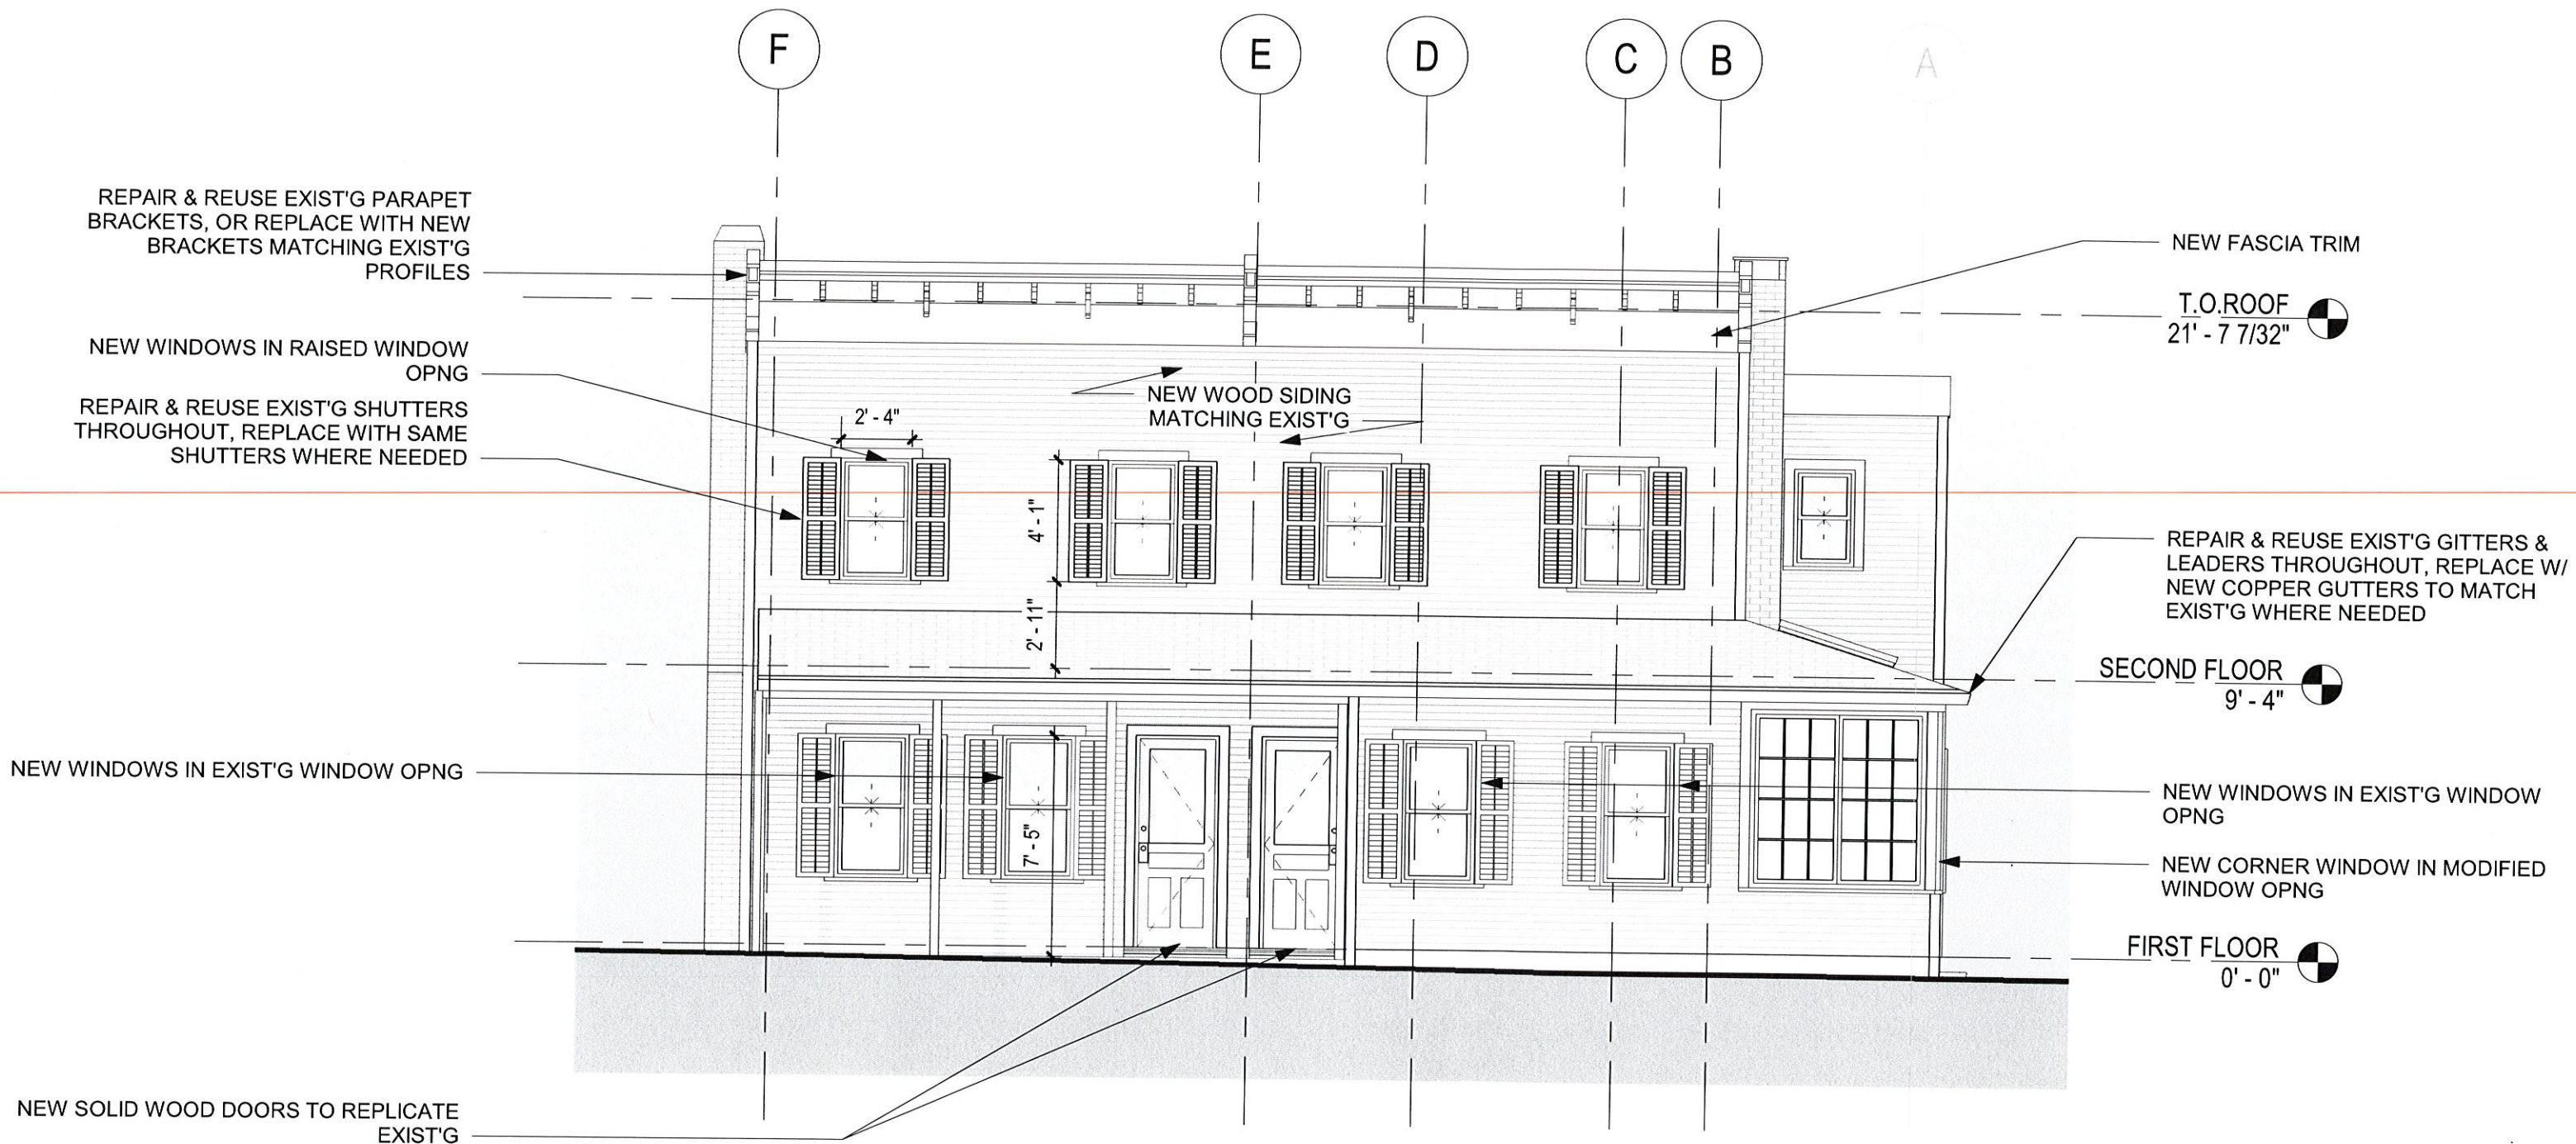 F
E
D
C
B
A
REPAIR & REUSE EXIST'G PARAPET
BRACKETS, OR REPLACE WITH NEW
BRACKETS MATCHING EXIST'G
PROFILES
NEW WINDOWS IN RAISED WINDOW
OPNG
REPAIR & REUSE EXIST'G SHUTTERS
THROUGHOUT, REPLACE WITH SAME
SHUTTERS WHERE NEEDED
2' - 4"
NEW WOOD SIDING
MATCHING EXIST'G
4' - 1"
2' - 11"
NEW FASCIA TRIM
T.O.ROOF
21' - 7 7/32"
REPAIR & REUSE EXIST'G GITTERS &
LEADERS THROUGHOUT, REPLACE W/
NEW COPPER GUTTERS TO MATCH
EXIST'G WHERE NEEDED
SECOND FLOOR
9' - 4"
NEW WINDOWS IN EXIST'G WINDOW OPNG
7' - 5"
NEW WINDOWS IN EXIST'G WINDOW
OPNG
NEW CORNER WINDOW IN MODIFIED
WINDOW OPNG
FIRST FLOOR
0' - 0"
NEW SOLID WOOD DOORS TO REPLICATE
EXIST'G